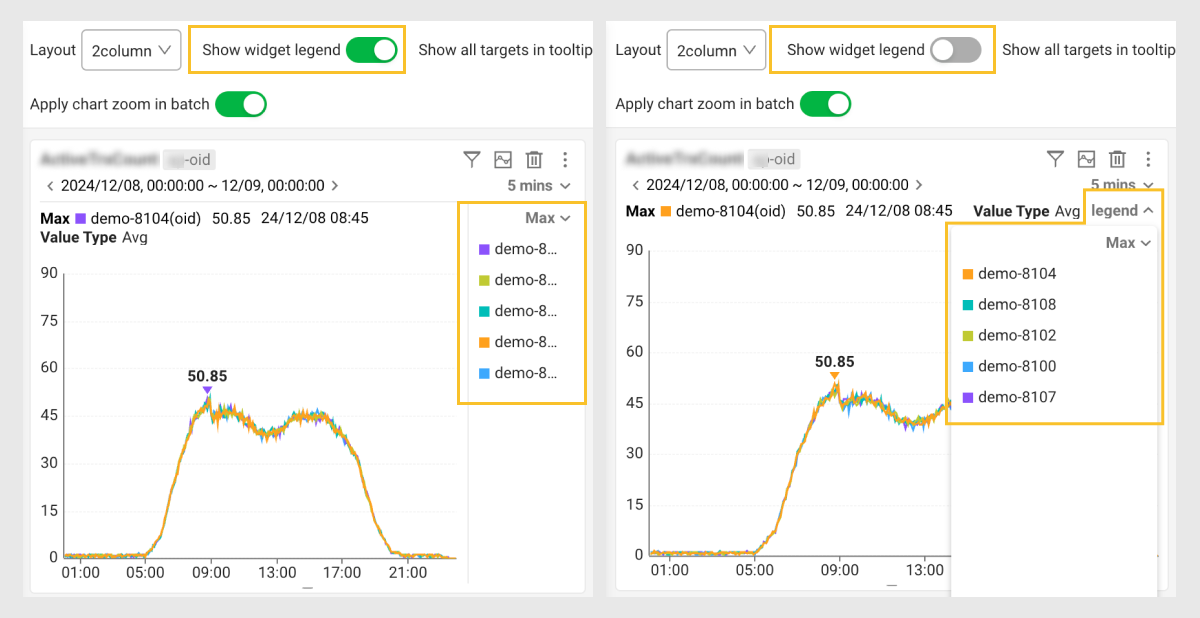 Layout 2column Show widget legend Show all targets in tooltip
Apply chart zoom in batch
-oid
2024/12/08, 00:00:00 ~ 12/09, 00:00:00 5 mins
Max demo-8104(oid) 50.85 24/12/08 08:45
Value Type Avg
Max
demo-8...
demo-8...
demo-8...
demo-8...
demo-8...
90
75
60
45
30
15
0
50.85
01:00 05:00 09:00 13:00 17:00 21:00
Layout 2column Show widget legend Show all targets in tooltip
Apply chart zoom in batch
-oid
2024/12/08, 00:00:00 ~ 12/09, 00:00:00 5 mins
Max demo-8104(oid) 50.85 24/12/08 08:45 Value Type Avg legend
Max
demo-8104
demo-8108
demo-8102
demo-8100
demo-8107
90
75
60
45
30
15
0
50.85
01:00 05:00 09:00 13:00